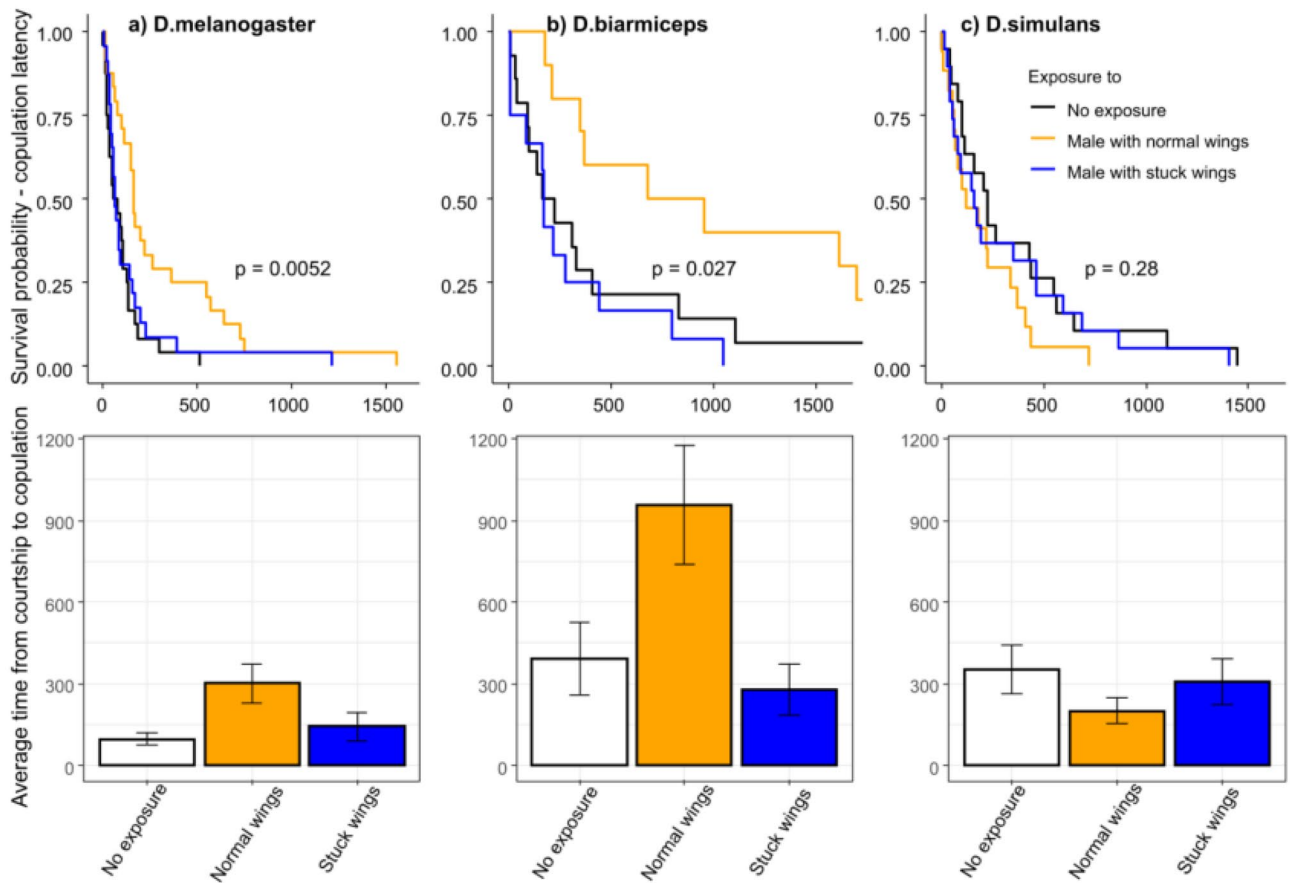 a) D.melanogaster
b) D.biarmiceps
c) D.simulans
Survival probability - copulation latency
1.00
0.75
0.50
0.25
0.00
p = 0.0052
0
500
1000
1500
1.00
0.75
0.50
0.25
0.00
p = 0.027
0
500
1000
1500
1.00
0.75
0.50
0.25
0.00
Exposure to
No exposure
Male with normal wings
Male with stuck wings
p = 0.28
0
500
1000
1500
Average time from courtship to copulation
1200
900
600
300
0
No exposure
Normal wings
Stuck wings
1200
900
600
300
0
No exposure
Normal wings
Stuck wings
1200
900
600
300
0
No exposure
Normal wings
Stuck wings